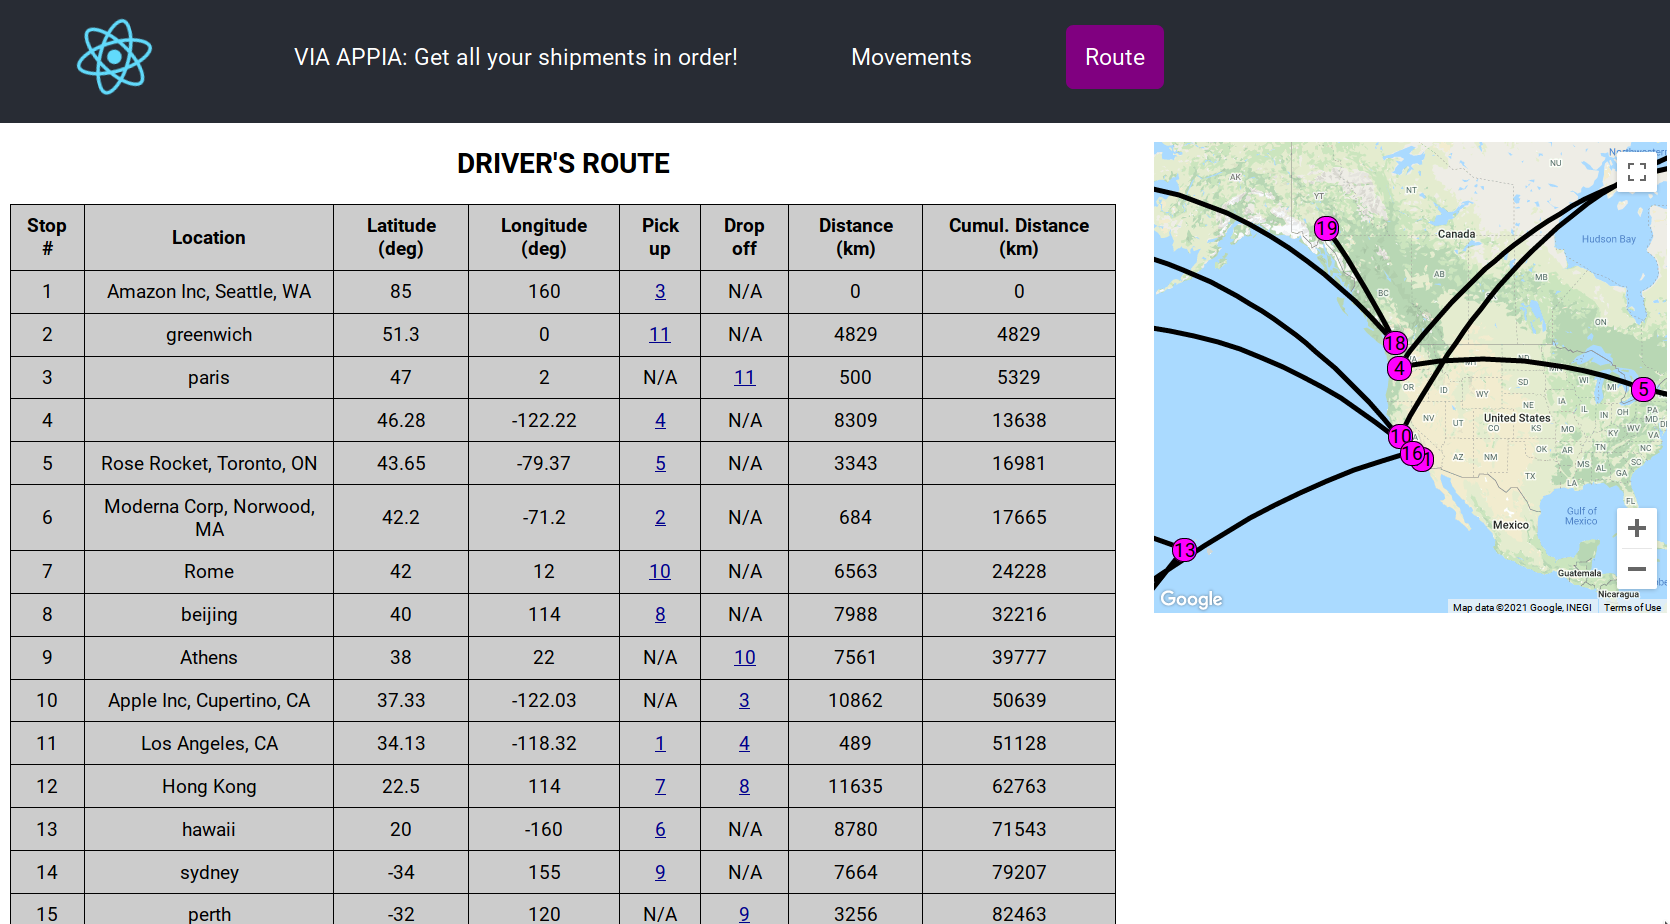 VIA APPIA: Get all your shipments in order!
Movements
Route
DRIVER'S ROUTE
Stop # Location Latitude (deg) Longitude (deg) Pick up Drop off Distance (km) Cumul. Distance (km)
1 Amazon Inc, Seattle, WA 85 160 3 N/A 0 0
2 greenwich 51.3 0 11 N/A 4829 4829
3 paris 47 2 N/A 11 500 5329
4 46.28 -122.22 4 N/A 8309 13638
5 Rose Rocket, Toronto, ON 43.65 -79.37 5 N/A 3343 16981
6 Moderna Corp, Norwood, MA 42.2 -71.2 2 N/A 684 17665
7 Rome 42 12 10 N/A 6563 24228
8 beijing 40 114 8 N/A 7988 32216
9 Athens 38 22 N/A 10 7561 39777
10 Apple Inc, Cupertino, CA 37.33 -122.03 N/A 3 10862 50639
11 Los Angeles, CA 34.13 -118.32 1 4 489 51128
12 Hong Kong 22.5 114 7 8 11635 62763
13 hawaii 20 -160 6 N/A 8780 71543
14 sydney -34 155 9 N/A 7664 79207
15 perth -32 120 N/A 9 3256 82463
NU
AK
YT
NT
19
Canada
Hudson Bay
AB
MB
BC
ON
18
4
ND
5
OR
ID
SD
WI
MI
WY
NE
IA
IL
IN
OH
PA
MD
NV
UT
United States
CO
KS
MO
KY
WV
VA
10
16
AZ
NM
OK
AR
TN
NC
MS
AL
SC
GA
TX
LA
FL
Gulf of
Mexico
Mexico
13
Guatemala
Nicaragua
Google
Map data ©2021 Google, INEGI
Terms of Use